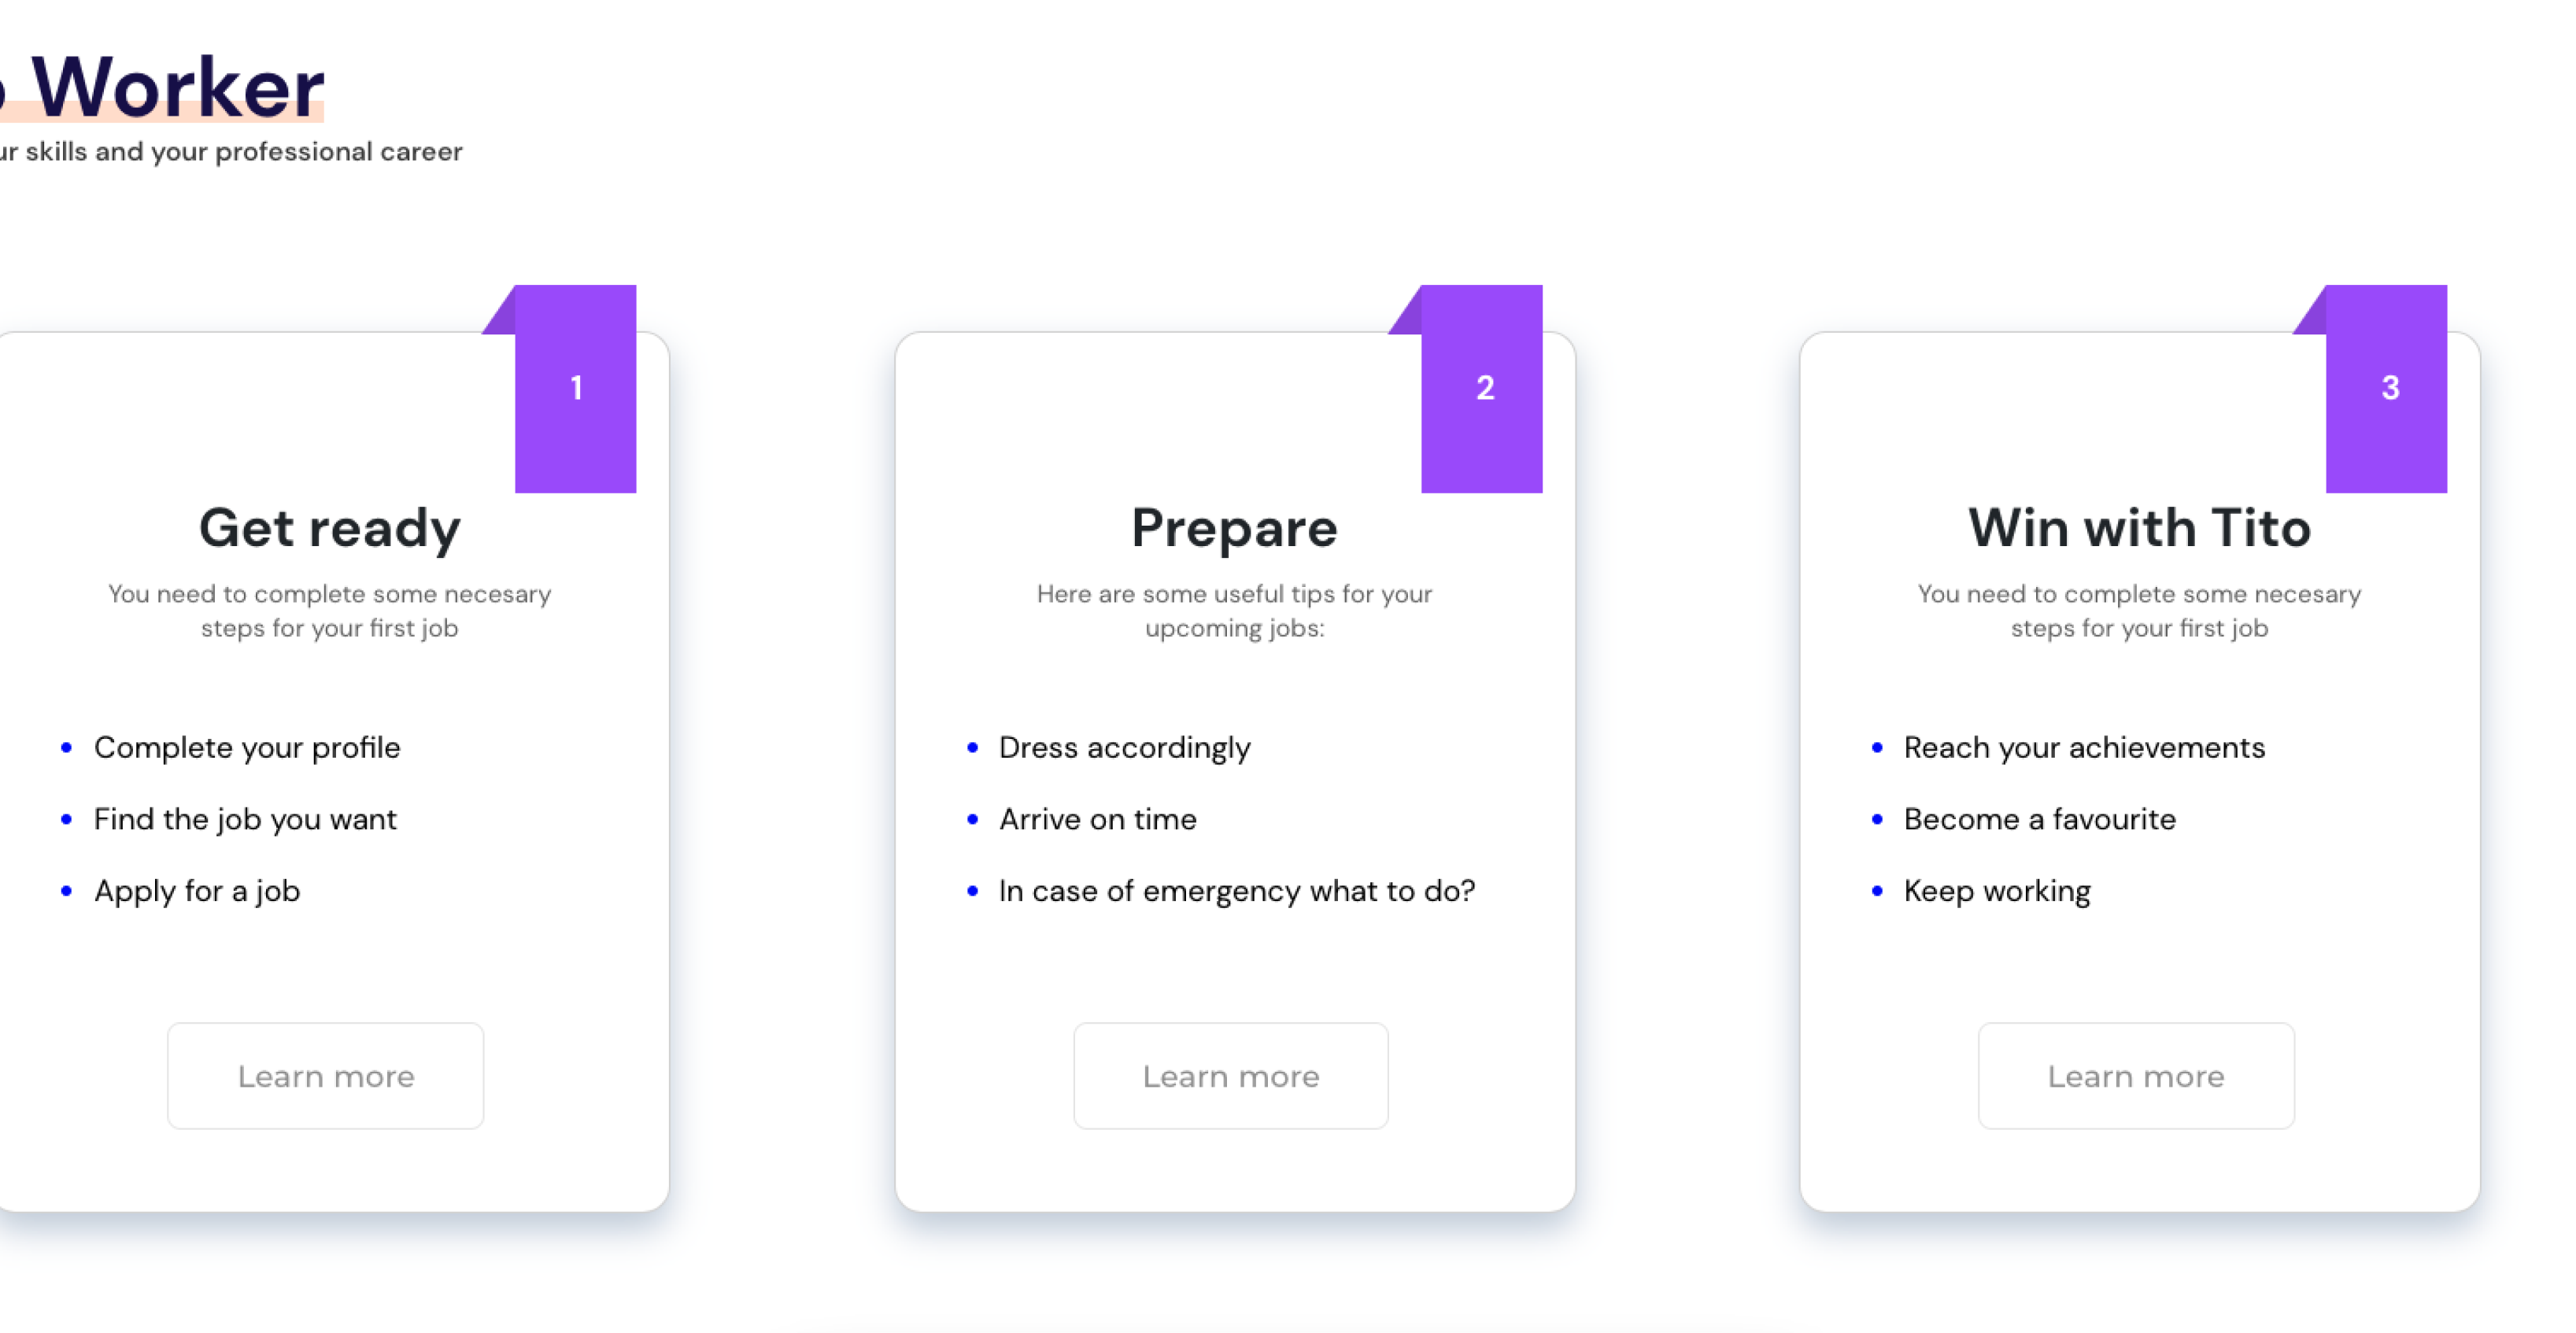 Worker
skills and your professional career
1
Get ready
You need to complete some necesary
steps for your first job
Complete your profile
Find the job you want
Apply for a job
Learn more
2
Prepare
Here are some useful tips for your
upcoming jobs:
Dress accordingly
Arrive on time
In case of emergency what to do?
Learn more
3
Win with Tito
You need to complete some necesary
steps for your first job
Reach your achievements
Become a favourite
Keep working
Learn more